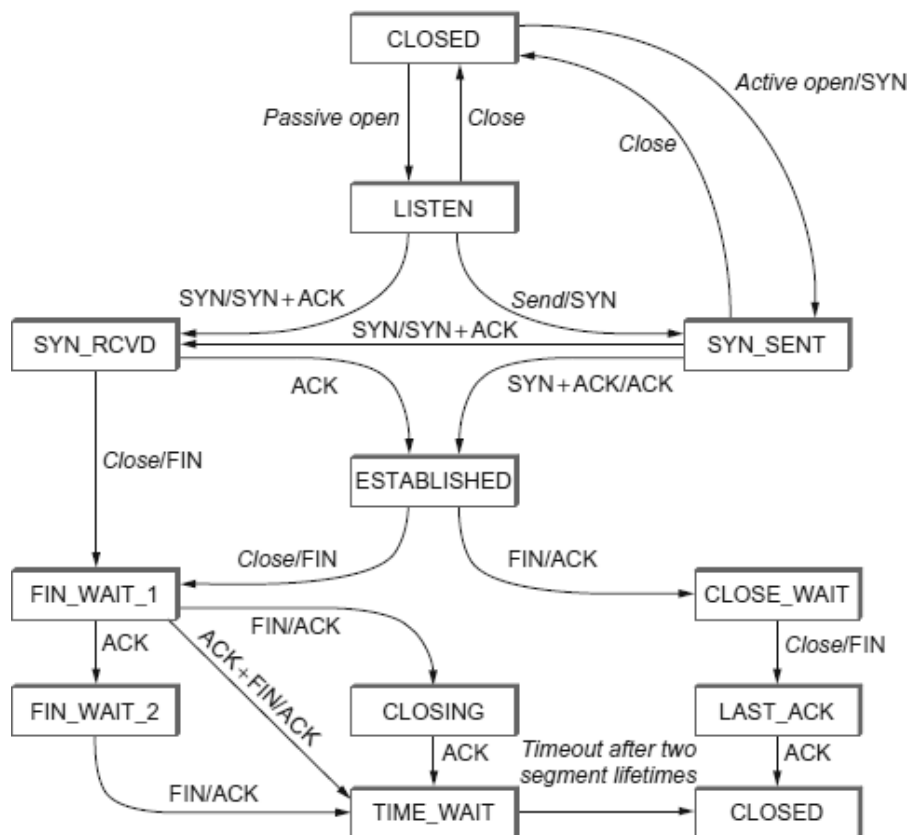 CLOSED
Active open/SYN
Passive open
Close
Close
LISTEN
SYN/SYN + ACK
Send/SYN
SYN/SYN + ACK
SYN_RCVD
SYN_SENT
ACK
SYN + ACK/ACK
Close/FIN
ESTABLISHED
Close/FIN
FIN/ACK
FIN_WAIT_1
CLOSE_WAIT
FIN/ACK
ACK
ACK + FIN/ACK
Close/FIN
FIN_WAIT_2
CLOSING
LAST_ACK
ACK
Timeout after two
segment lifetimes
ACK
FIN/ACK
TIME_WAIT
CLOSED